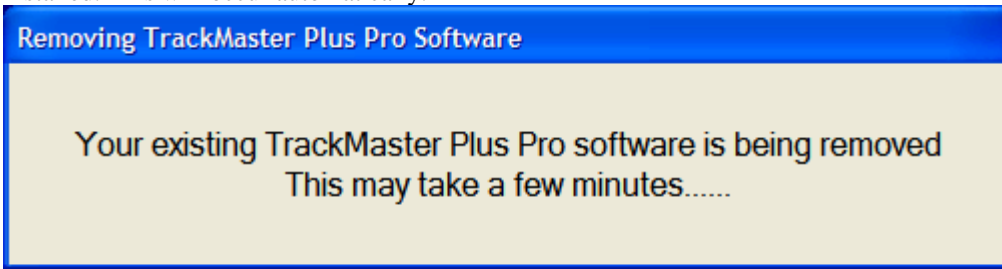 Removing TrackMaster Plus Pro Software
Your existing TrackMaster Plus Pro software is being removed
This may take a few minutes......